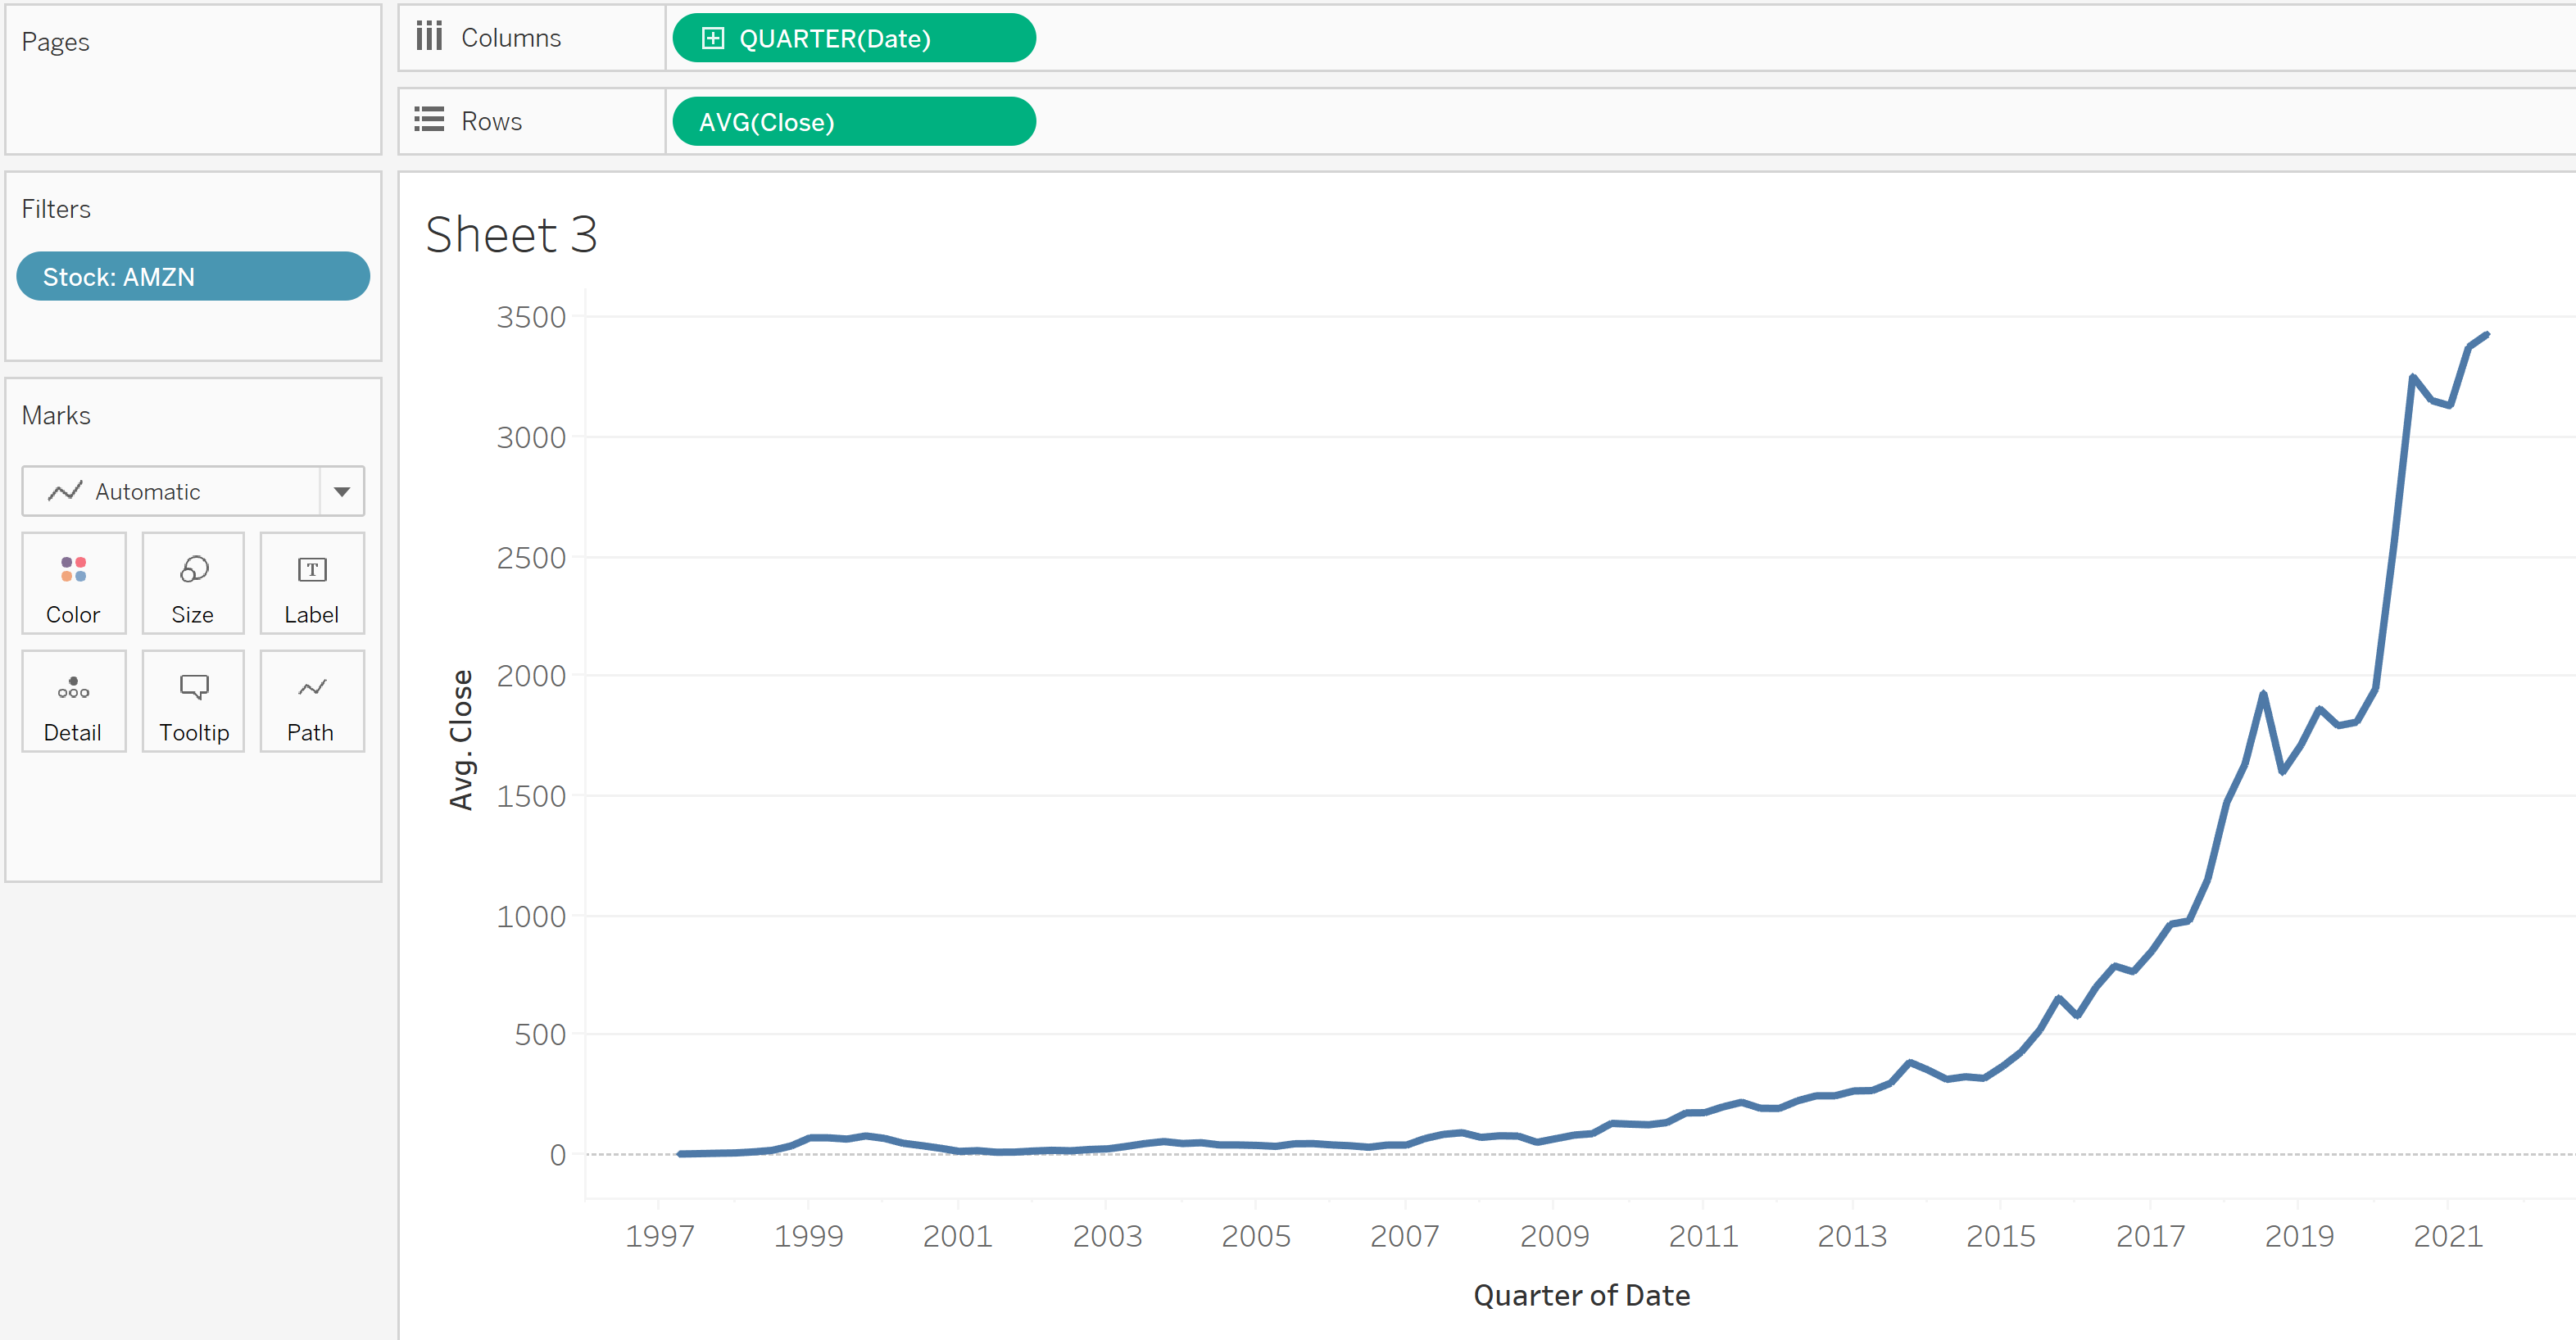 Pages
Columns
QUARTER(Date)
Rows
AVG(Close)
Filters
Stock: AMZN
Marks
Automatic
Color
Size
T
Label
Detail
Tooltip
Path
Sheet 3
Avg. Close
3500
3000
2500
2000
1500
1000
500
0
1997 1999 2001 2003 2005 2007 2009 2011 2013 2015 2017 2019 2021
Quarter of Date